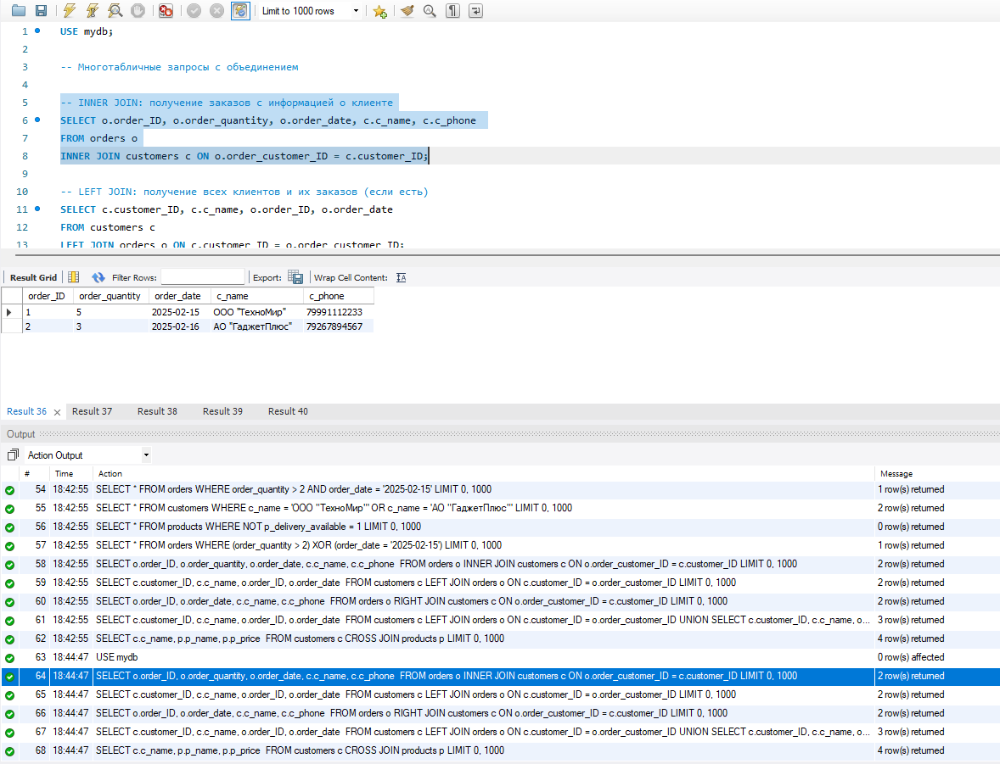 Limit to 1000 rows
1 USE mydb;
2
3 -- Многотабличные запросы с объединением
4
5 -- INNER JOIN: получение заказов с информацией о клиенте
6 SELECT o.order_ID, o.order_quantity, o.order_date, c.c_name, c.c_phone
7 FROM orders o
8 INNER JOIN customers c ON o.order_customer_ID = c.customer_ID;
9
10 -- LEFT JOIN: получение всех клиентов и их заказов (если есть)
11 SELECT c.customer_ID, c.c_name, o.order_ID, o.order_date
12 FROM customers c
13 LEFT JOIN orders o ON c.customer_ID = o.order_customer_ID;
Result Grid Filter Rows: Export: Wrap Cell Content:
order_ID order_quantity order_date c_name c_phone
1 5 2025-02-15 ООО "ТехноМир" 79991112233
2 3 2025-02-16 АО "ГаджетПлюс" 79267894567
Result 36 Result 37 Result 38 Result 39 Result 40
Output
Action Output
# Time Action Message
54 18:42:55 SELECT * FROM orders WHERE order_quantity > 2 AND order_date = '2025-02-15' LIMIT 0, 1000 1 row(s) returned
55 18:42:55 SELECT * FROM customers WHERE c_name = 'ООО "ТехноМир"' OR c_name = 'АО "ГаджетПлюс"' LIMIT 0, 1000 2 row(s) returned
56 18:42:55 SELECT * FROM products WHERE NOT p_delivery_available = 1 LIMIT 0, 1000 0 row(s) returned
57 18:42:55 SELECT * FROM orders WHERE (order_quantity > 2) XOR (order_date = '2025-02-15') LIMIT 0, 1000 1 row(s) returned
58 18:42:55 SELECT o.order_ID, o.order_quantity, o.order_date, c.c_name, c.c_phone FROM orders o INNER JOIN customers c ON o.order_customer_ID = c.customer_ID LIMIT 0, 1000 2 row(s) returned
59 18:42:55 SELECT c.customer_ID, c.c_name, o.order_ID, o.order_date FROM customers c LEFT JOIN orders o ON c.customer_ID = o.order_customer_ID LIMIT 0, 1000 2 row(s) returned
60 18:42:55 SELECT o.order_ID, o.order_date, c.c_name, c.c_phone FROM orders o RIGHT JOIN customers c ON o.order_customer_ID = c.customer_ID LIMIT 0, 1000 2 row(s) returned
61 18:42:55 SELECT c.customer_ID, c.c_name, o.order_ID, o.order_date FROM customers c LEFT JOIN orders o ON c.customer_ID = o.order_customer_ID UNION SELECT c.customer_ID, c.c_name, o... 3 row(s) returned
62 18:42:55 SELECT c.c_name, p.p_name, p.p_price FROM customers c CROSS JOIN products p LIMIT 0, 1000 4 row(s) returned
63 18:44:47 USE mydb 0 row(s) affected
64 18:44:47 SELECT o.order_ID, o.order_quantity, o.order_date, c.c_name, c.c_phone FROM orders o INNER JOIN customers c ON o.order_customer_ID = c.customer_ID LIMIT 0, 1000 2 row(s) returned
65 18:44:47 SELECT c.customer_ID, c.c_name, o.order_ID, o.order_date FROM customers c LEFT JOIN orders o ON c.customer_ID = o.order_customer_ID LIMIT 0, 1000 2 row(s) returned
66 18:44:47 SELECT o.order_ID, o.order_date, c.c_name, c.c_phone FROM orders o RIGHT JOIN customers c ON o.order_customer_ID = c.customer_ID LIMIT 0, 1000 2 row(s) returned
67 18:44:47 SELECT c.customer_ID, c.c_name, o.order_ID, o.order_date FROM customers c LEFT JOIN orders o ON c.customer_ID = o.order_customer_ID UNION SELECT c.customer_ID, c.c_name, o... 3 row(s) returned
68 18:44:47 SELECT c.c_name, p.p_name, p.p_price FROM customers c CROSS JOIN products p LIMIT 0, 1000 4 row(s) returned